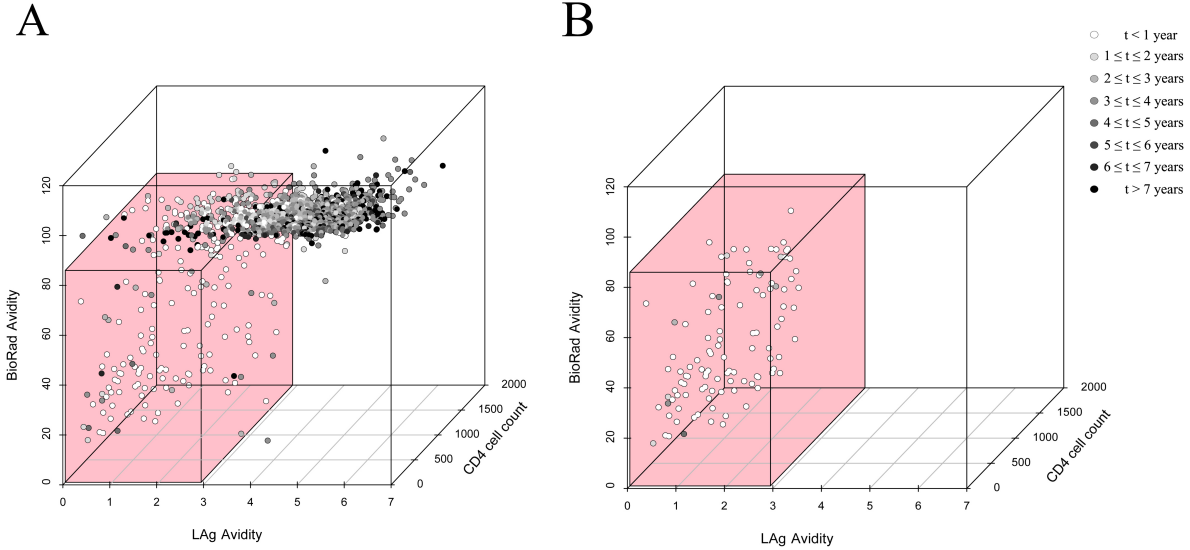 A
B
t < 1 year
1 ≤ t ≤ 2 years
2 ≤ t ≤ 3 years
3 ≤ t ≤ 4 years
4 ≤ t ≤ 5 years
5 ≤ t ≤ 6 years
6 ≤ t ≤ 7 years
t > 7 years
BioRad Avidity
120
100
80
60
40
20
0
0 1 2 3 4 5 6 7
LAg Avidity
2000
1500
1000
500
0
CD4 cell count
BioRad Avidity
120
100
80
60
40
20
0
0 1 2 3 4 5 6 7
LAg Avidity
2000
1500
1000
500
0
CD4 cell count